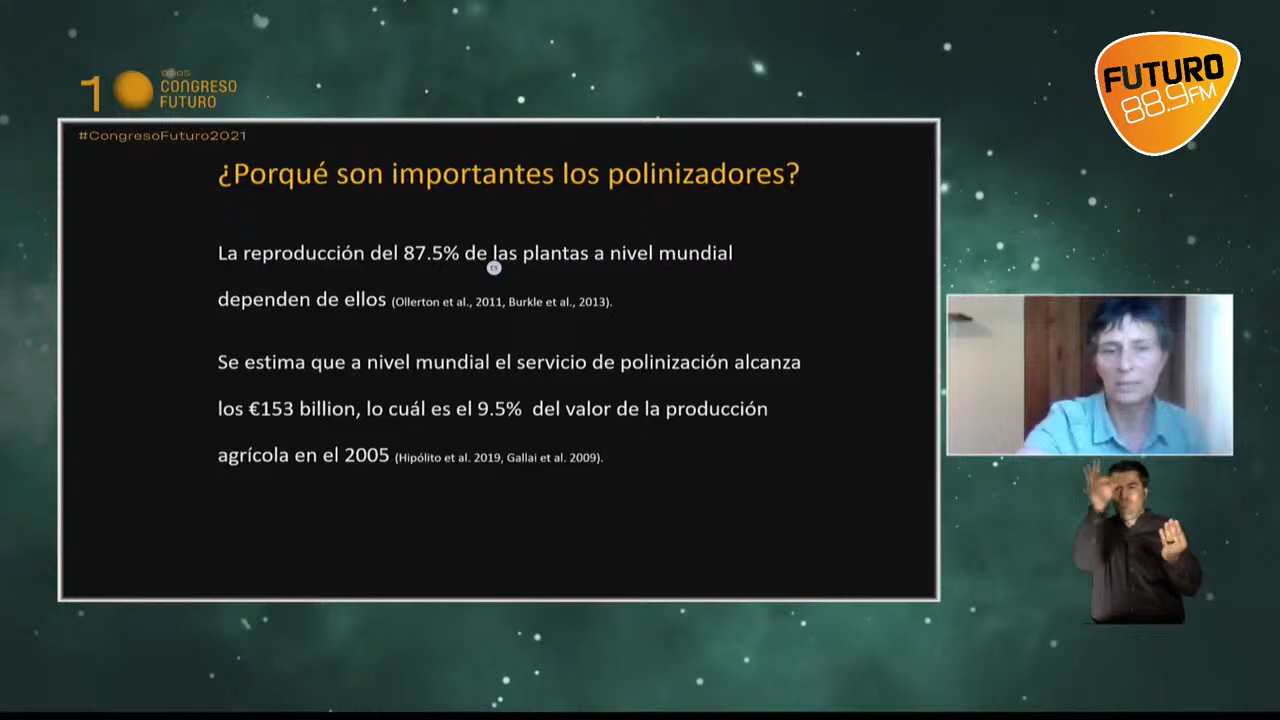 10 años
CONGRESO
FUTURO
FUTURO
88.9FM
#CongresoFuturo2021
¿Porqué son importantes los polinizadores?
La reproducción del 87.5% de las plantas a nivel mundial
dependen de ellos (Ollerton et al., 2011, Burkle et al., 2013).
Se estima que a nivel mundial el servicio de polinización alcanza
los €153 billion, lo cuál es el 9.5% del valor de la producción
agrícola en el 2005 (Hipólito et al. 2019, Gallai et al. 2009).